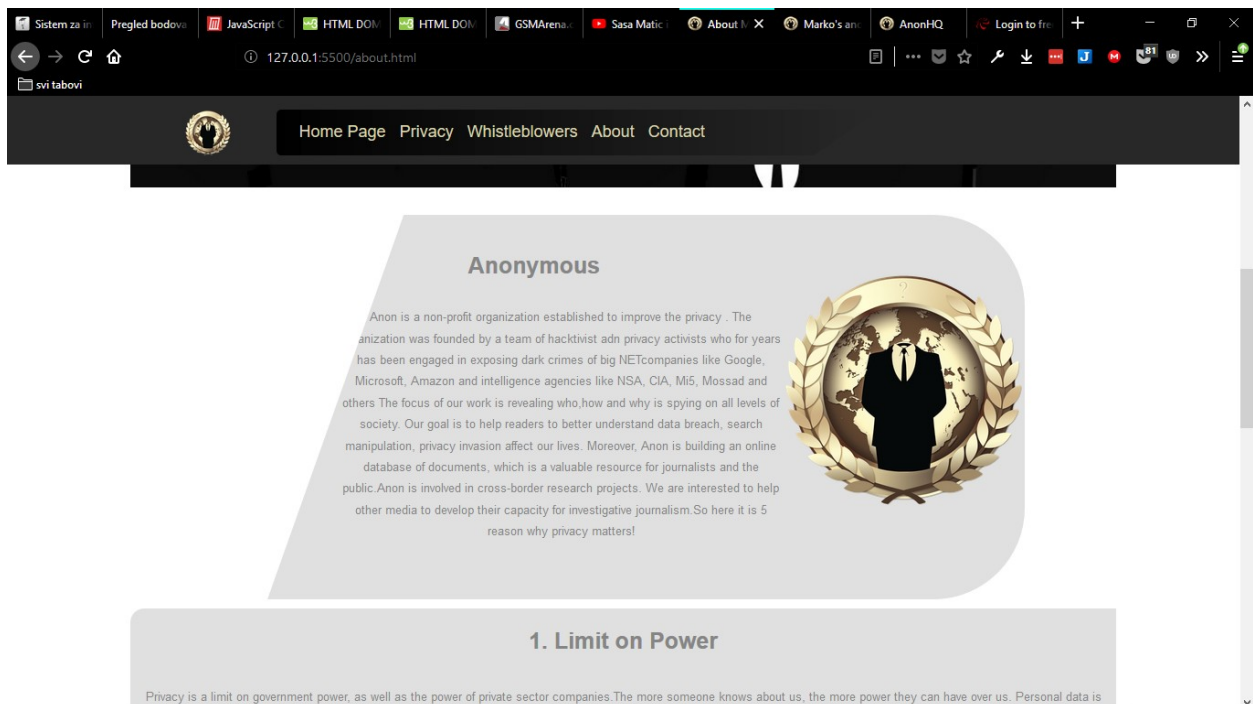 Sistem za in
Pregled bodova
JavaScript C
HTML DOM
HTML DOM
GSMArena.c
Sasa Matic i
About M
Marko's anc
AnonHQ
Login to fre
127.0.0.1:5500/about.html
81
svi tabovi
Home Page Privacy Whistleblowers About Contact
Anonymous
Anon is a non-profit organization established to improve the privacy . The
anization was founded by a team of hacktivist adn privacy activists who for years
has been engaged in exposing dark crimes of big NETcompanies like Google,
Microsoft, Amazon and intelligence agencies like NSA, CIA, Mi5, Mossad and
others The focus of our work is revealing who,how and why is spying on all levels of
society. Our goal is to help readers to better understand data breach, search
manipulation, privacy invasion affect our lives. Moreover, Anon is building an online
database of documents, which is a valuable resource for journalists and the
public.Anon is involved in cross-border research projects. We are interested to help
other media to develop their capacity for investigative journalism.So here it is 5
reason why privacy matters!
?
1. Limit on Power
Privacy is a limit on government power, as well as the power of private sector companies.The more someone knows about us, the more power they can have over us. Personal data is